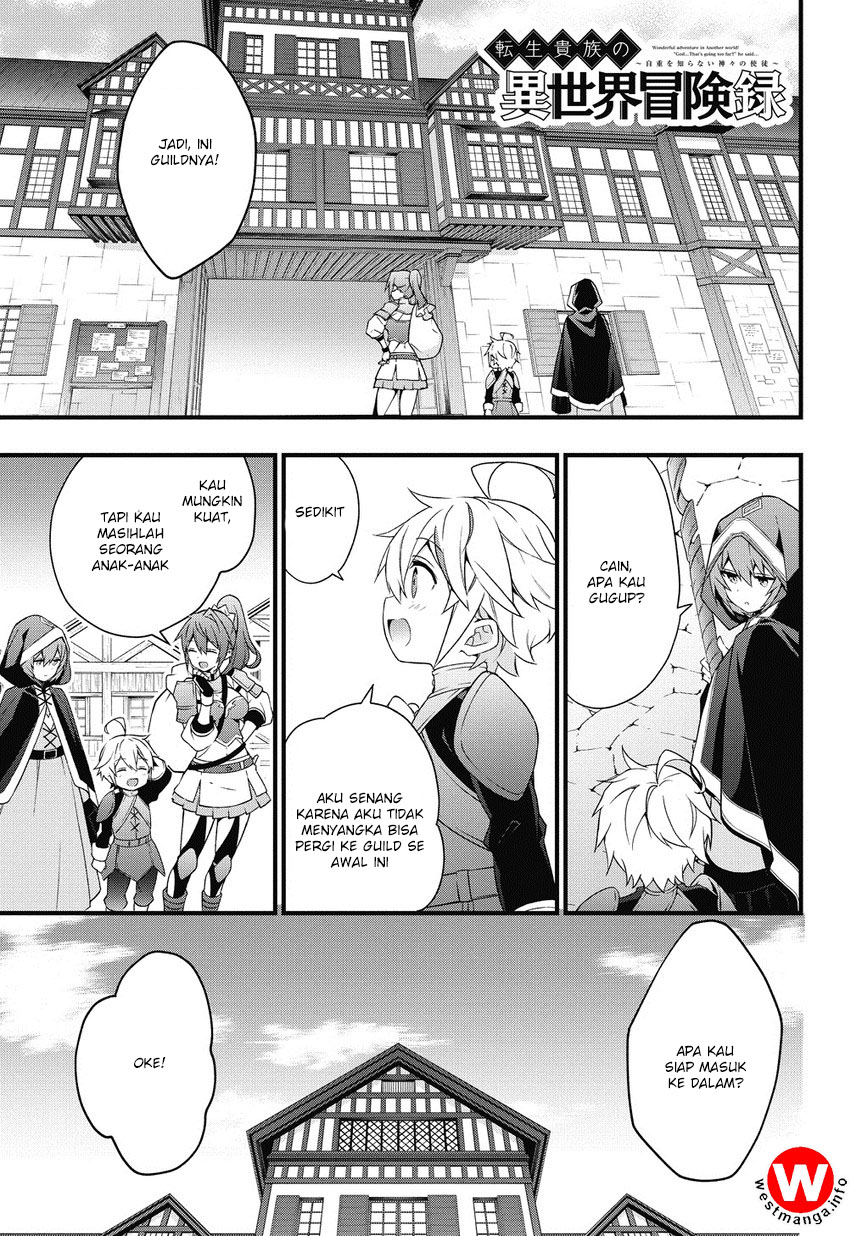 転生貴族の
Wonderful adventure in Another world!
"God...That's going too far!" he said...
～自重を知らない神々の使徒～
異世界冒険録
JADI, INI
GUILDNYA!
CAIN,
APA KAU
GUGUP?
SEDIKIT
AKU SENANG
KARENA AKU TIDAK
MENYANGKA BISA
PERGI KE GUILD SE
AWAL INI
KAU
MUNGKIN
KUAT,
TAPI KAU
MASIHLAH
SEORANG
ANAK-ANAK
APA KAU
SIAP MASUK
KE DALAM?
OKE!
W
westmanga.info